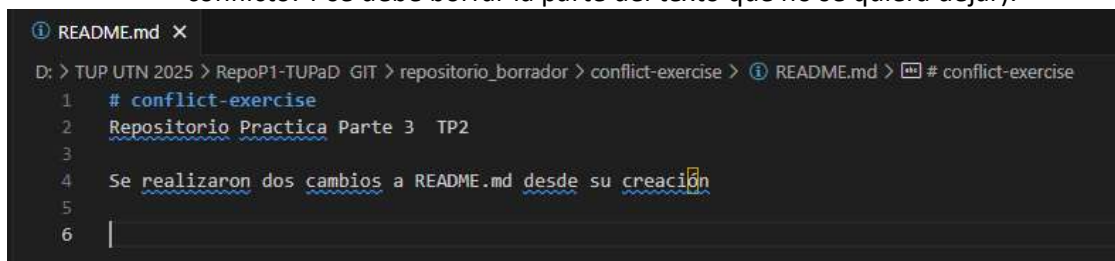 conflicto. Y se debe borrar la parte del texto que no se quiera dejar).
README.md X
D: > TUP UTN 2025 > RepoP1-TUPaD GIT > repositorio_borrador > conflict-exercise > README.md > # conflict-exercise
1 # conflict-exercise
2 Repositorio Practica Parte 3 TP2
3
4 Se realizaron dos cambios a README.md desde su creación
5
6